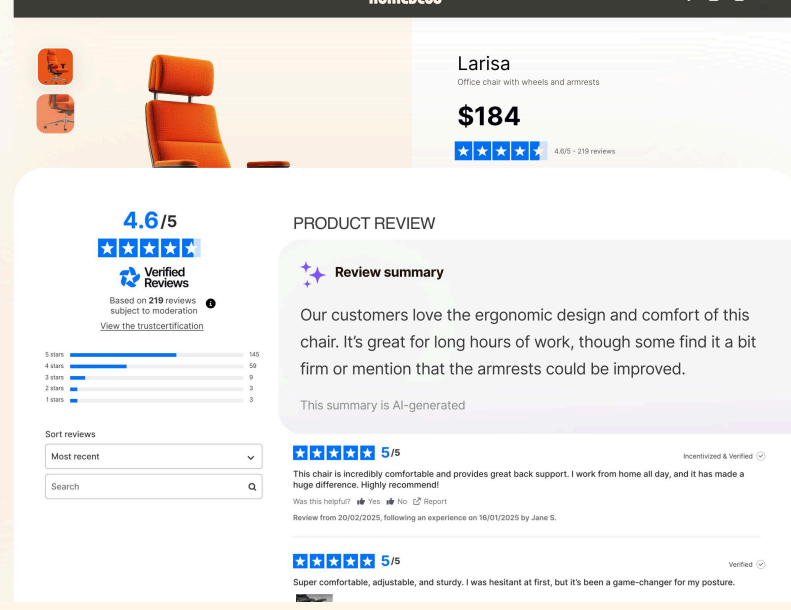 Larisa
Office chair with wheels and armrests
$184
4.6/5 - 219 reviews
4.6/5
Verified
Reviews
Based on 219 reviews
subject to moderation
View the trustcertification
5 stars 145
4 stars 59
3 stars 9
2 stars 3
1 stars 3
Sort reviews
Most recent
Search
PRODUCT REVIEW
Review summary
Our customers love the ergonomic design and comfort of this
chair. It's great for long hours of work, though some find it a bit
firm or mention that the armrests could be improved.
This summary is AI-generated
5/5
Incentivized & Verified
This chair is incredibly comfortable and provides great back support. I work from home all day, and it has made a
huge difference. Highly recommend!
Was this helpful? Yes No Report
Review from 20/02/2025, following an experience on 16/01/2025 by Jane S.
5/5
Verified
Super comfortable, adjustable, and sturdy. I was hesitant at first, but it's been a game-changer for my posture.